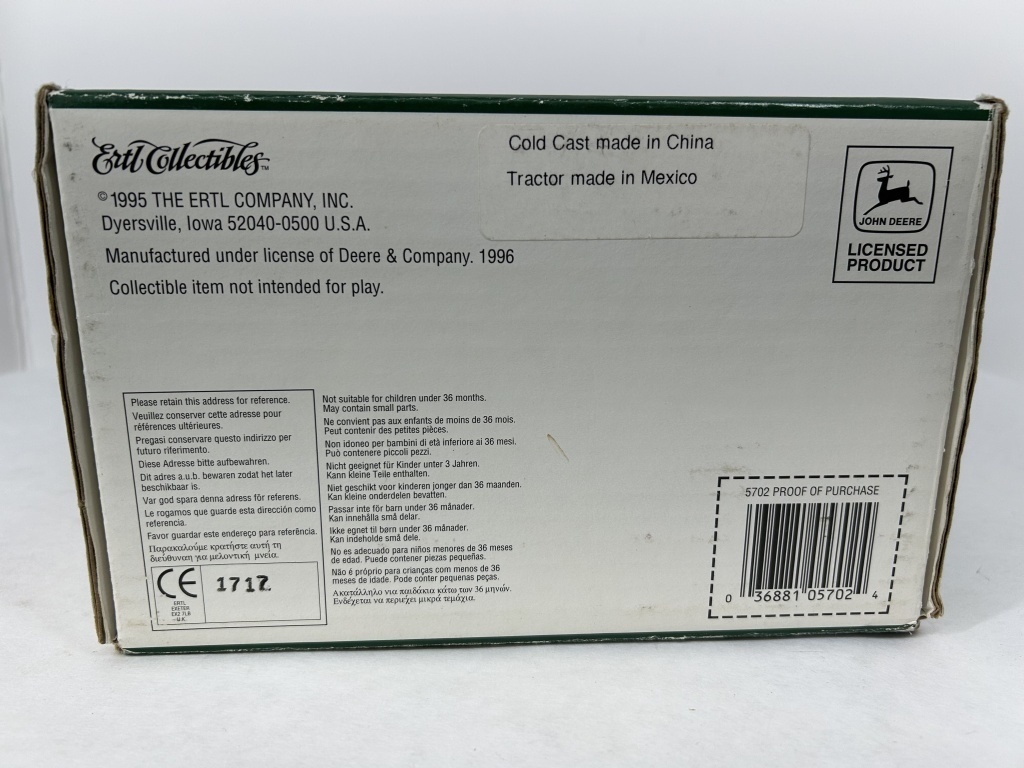 Ertl Collectibles™
©1995 THE ERTL COMPANY, INC.
Dyersville, Iowa 52040-0500 U.S.A.
Manufactured under license of Deere & Company. 1996
Collectible item not intended for play.
Cold Cast made in China
Tractor made in Mexico
JOHN DEERE
LICENSED
PRODUCT
Please retain this address for reference.
Veuillez conserver cette adresse pour
références ultérieures.
Pregasi conservare questo indirizzo per
futuro riferimento.
Diese Adresse bitte aufbewahren.
Dit adres a.u.b. bewaren zodat het later
beschikbaar is.
Var god spara denna adress för referens.
Le rogamos que guarde esta dirección como
referencia.
Favor guardar este endereço para referência.
Παρακαλούμε κρατήστε αυτή τη
διεύθυνση για μελοντική μνεία.
CE
1717
ERTL
EXETER
EX2 7LB
U.K.
Not suitable for children under 36 months.
May contain small parts.
Ne convient pas aux enfants de moins de 36 mois.
Peut contenir des petites pièces.
Non idoneo per bambini di età inferiore ai 36 mesi.
Può contenere piccoli pezzi.
Nicht geeignet für Kinder unter 3 Jahren.
Kann kleine Teile enthalten.
Niet geschikt voor kinderen jonger dan 36 maanden.
Kan kleine onderdelen bevatten.
Passar inte för barn under 36 månader.
Kan innehålla små delar.
Ikke egnet til børn under 36 månader.
Kan indeholde små dele.
No es adecuado para niños menores de 36 meses
de edad. Puede contener piezas pequeñas.
Não é próprio para crianças com menos de 36
meses de idade. Pode conter pequenas peças.
Ακατάλληλο για παιδάκια κάτω των 36 μηνών.
Ενδέχεται να περιέχει μικρά τεμάχια.
5702 PROOF OF PURCHASE
0 36881 05702 4